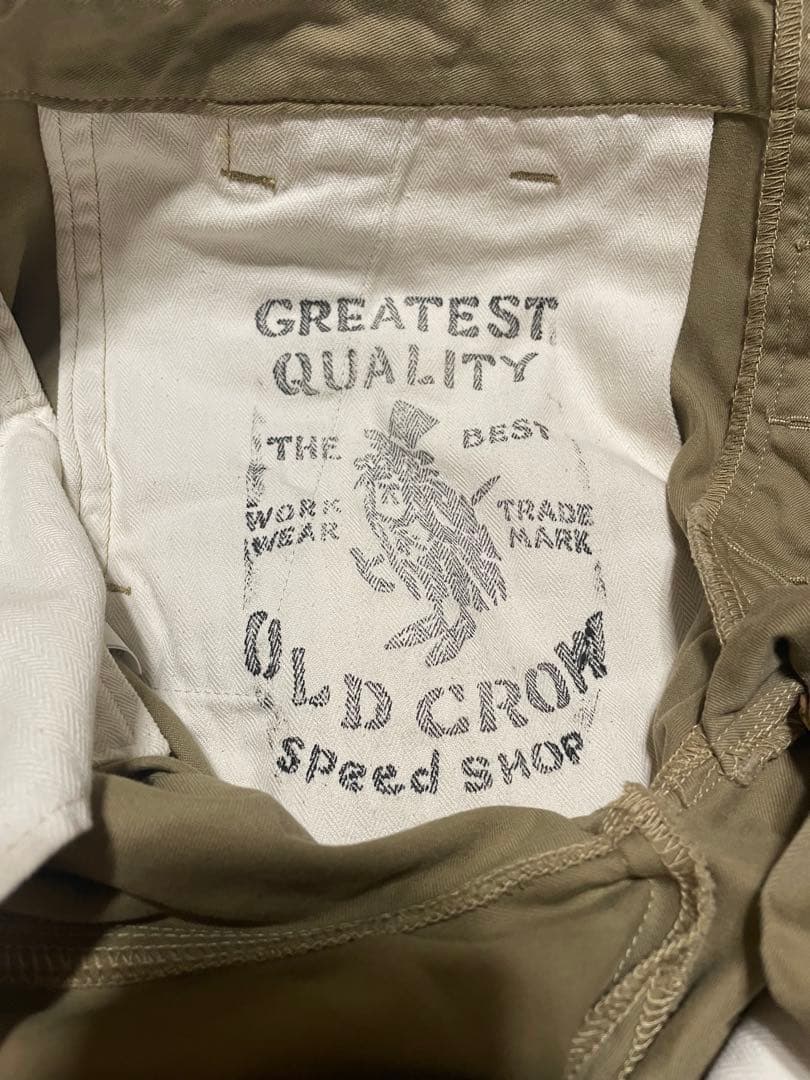 GREATEST
QUALITY
THE BEST
WORK WEAR
TRADE MARK
OLD CROW
Speed SHOP